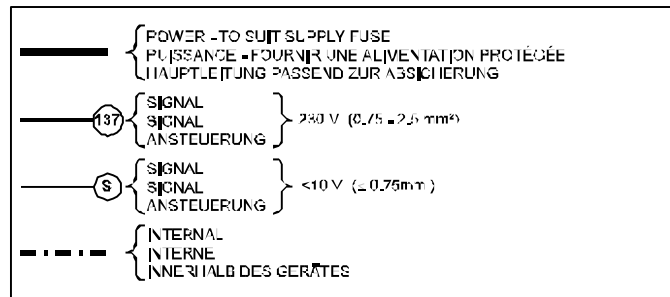 POWER - TO SUIT SUPPLY FUSE
PUISSANCE - FOURNIR UNE ALIMENTATION PROTÉGÉE
HAUPTLEITUNG PASSEND ZUR ABSICHERUNG
137
SIGNAL
SIGNAL
ANSTEUERUNG
230 V (0.75 - 2.5 mm²)
S
SIGNAL
SIGNAL
ANSTEUERUNG
<10 V (≤ 0.75mm )
INTERNAL
INTERNE
INNERHALB DES GERÄTES